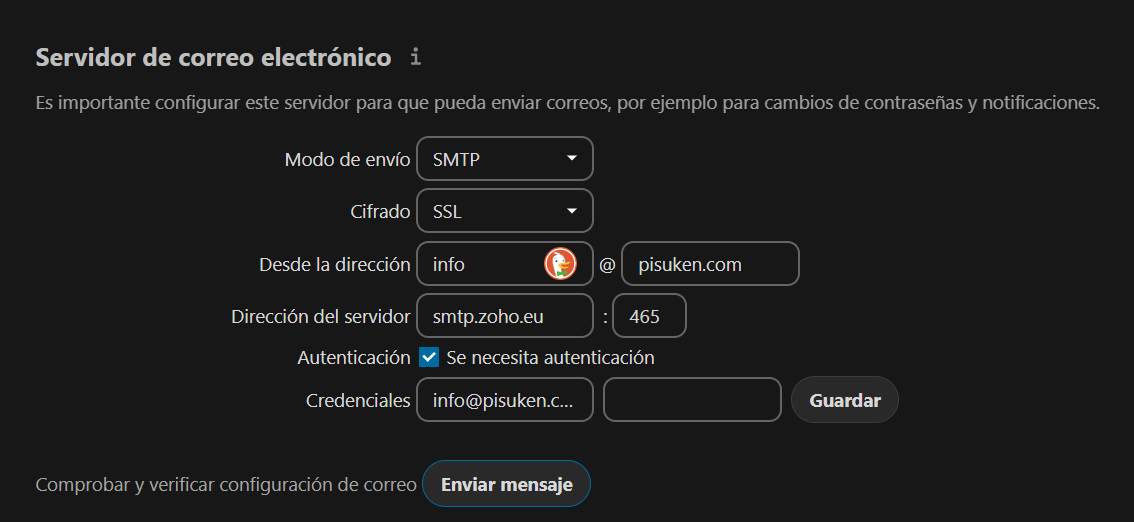 Servidor de correo electrónico i
Es importante configurar este servidor para que pueda enviar correos, por ejemplo para cambios de contraseñas y notificaciones.
Modo de envío SMTP
Cifrado SSL
Desde la dirección info @ pisuken.com
Dirección del servidor smtp.zoho.eu : 465
Autenticación Se necesita autenticación
Credenciales info@pisuken.c... Guardar
Comprobar y verificar configuración de correo Enviar mensaje